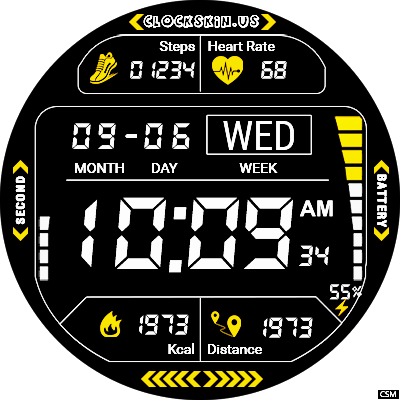 CLOCKSKIN.US
Steps
Heart Rate
01234
68
09-06
WED
MONTH
DAY
WEEK
SECOND
BATTERY
10:09
AM
34
55%
1973
1973
Kcal
Distance
CSM